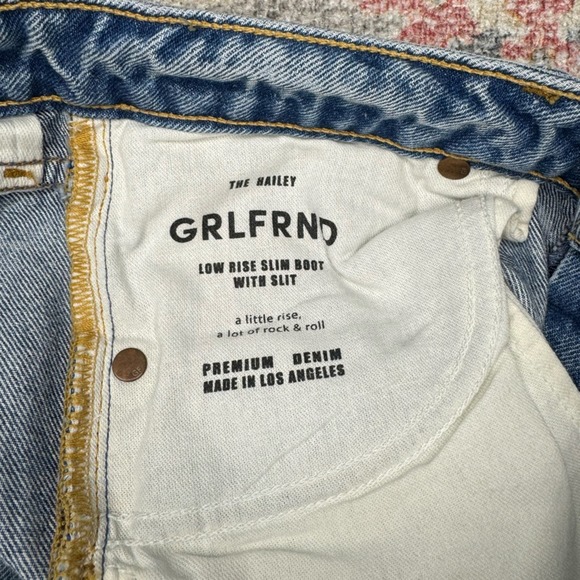 THE HAILEY
GRLFRND
LOW RISE SLIM BOOT
WITH SLIT
a little rise,
a lot of rock & roll
PREMIUM DENIM
MADE IN LOS ANGELES